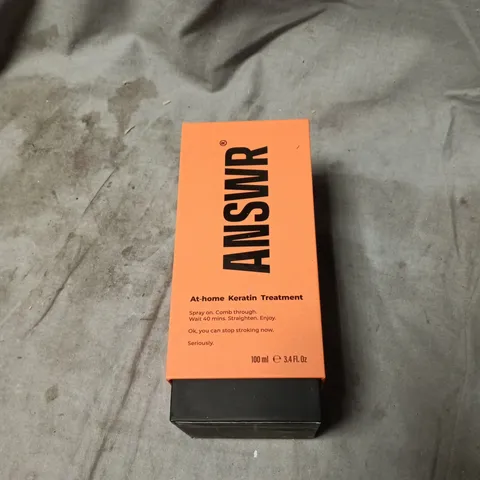 ANSWR®
At-home Keratin Treatment
Spray on. Comb through.
Wait 40 mins. Straighten. Enjoy.
Ok, you can stop stroking now.
Seriously.
100 ml ℮ 3.4 Fl. Oz